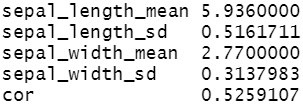 sepal_length_mean 5.9360000
sepal_length_sd 0.5161711
sepal_width_mean 2.7700000
sepal_width_sd 0.3137983
cor 0.5259107